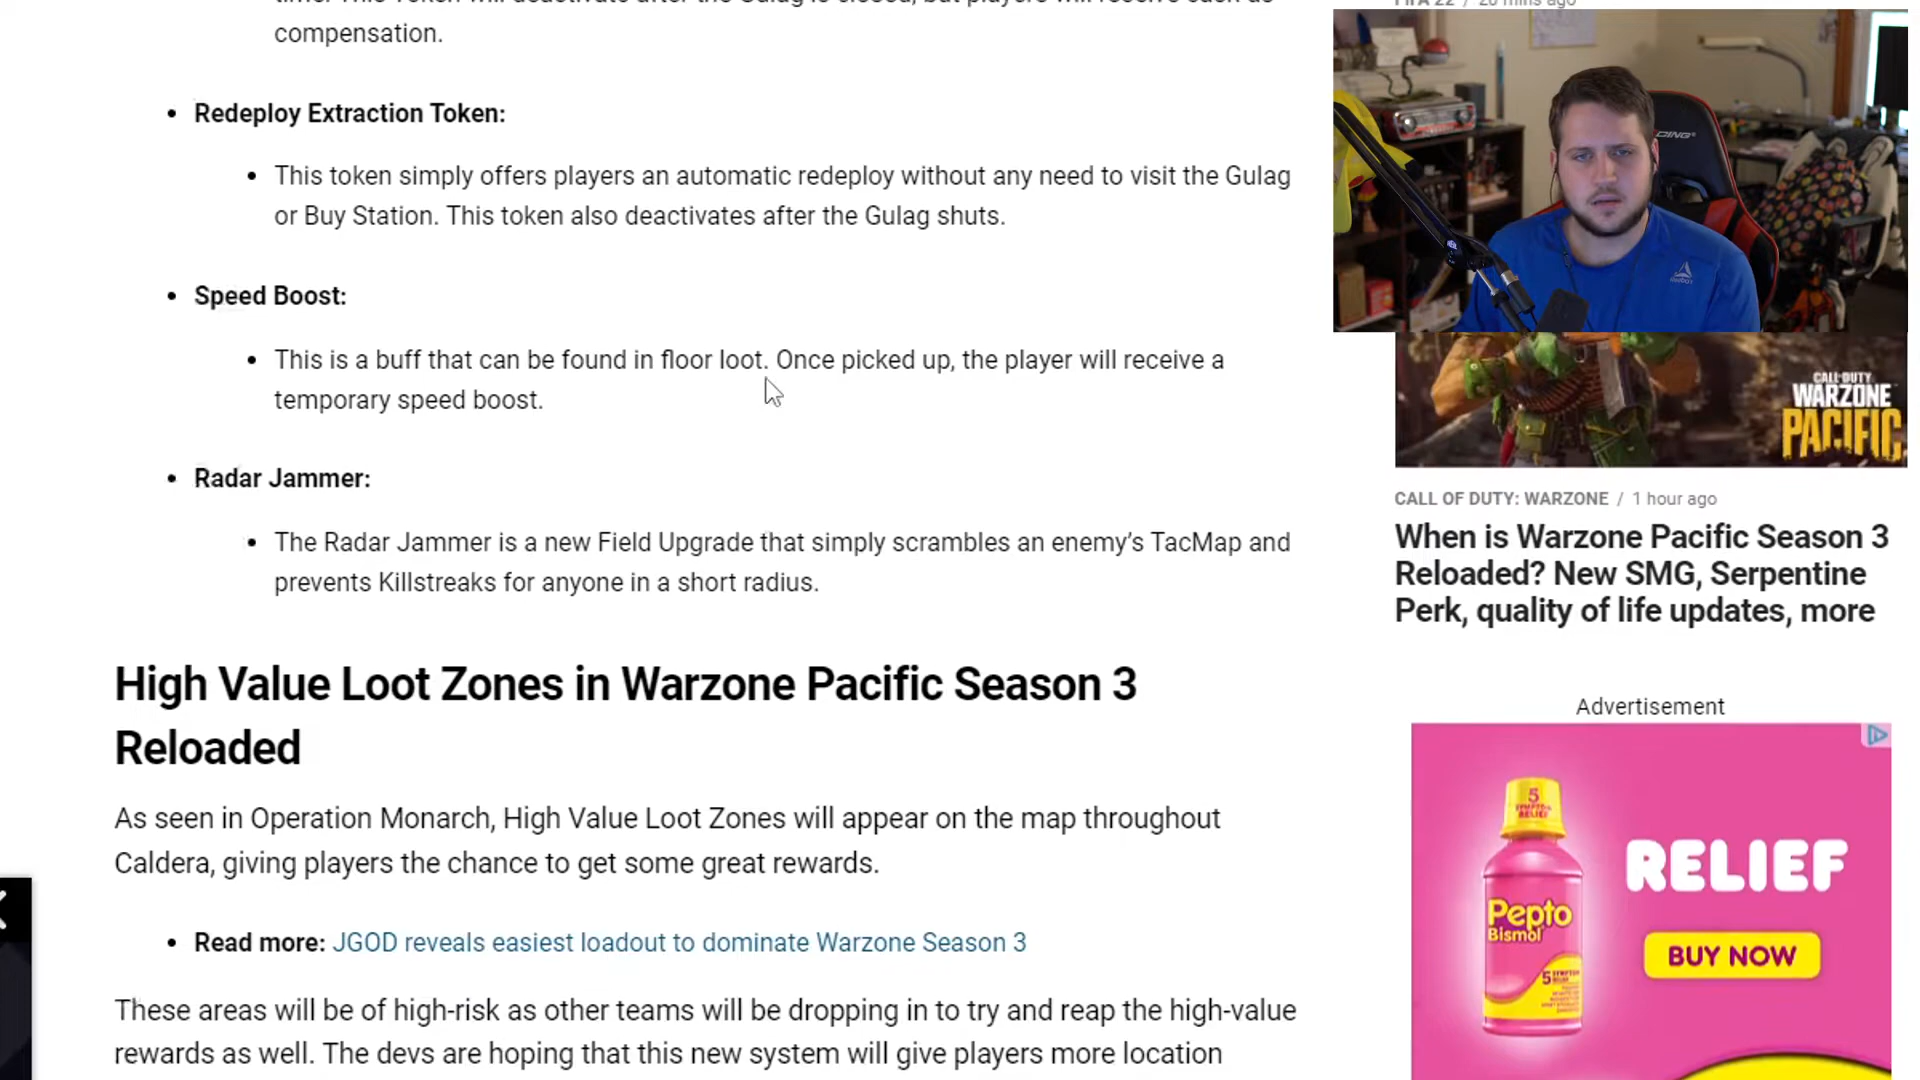 compensation.
• Redeploy Extraction Token:
• This token simply offers players an automatic redeploy without any need to visit the Gulag
or Buy Station. This token also deactivates after the Gulag shuts.
• Speed Boost:
• This is a buff that can be found in floor loot. Once picked up, the player will receive a
temporary speed boost.
• Radar Jammer:
• The Radar Jammer is a new Field Upgrade that simply scrambles an enemy’s TacMap and
prevents Killstreaks for anyone in a short radius.
High Value Loot Zones in Warzone Pacific Season 3
Reloaded
As seen in Operation Monarch, High Value Loot Zones will appear on the map throughout
Caldera, giving players the chance to get some great rewards.
• Read more: JGOD reveals easiest loadout to dominate Warzone Season 3
These areas will be of high-risk as other teams will be dropping in to try and reap the high-value
rewards as well. The devs are hoping that this new system will give players more location
CALL OF DUTY
WARZONE
PACIFIC
CALL OF DUTY: WARZONE / 1 hour ago
When is Warzone Pacific Season 3
Reloaded? New SMG, Serpentine
Perk, quality of life updates, more
Advertisement
5
RELIEF
Pepto
Bismol
BUY NOW